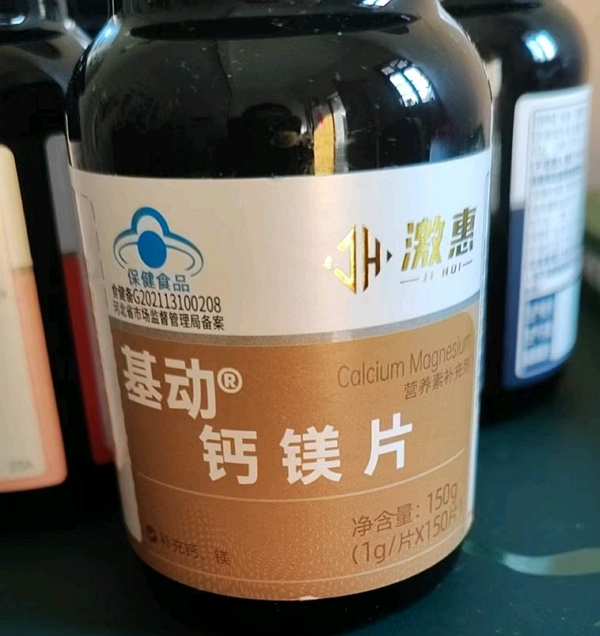 激惠
JI HUI
保健食品
食健备G202113100208
河北省市场监督管理局备案
基动®
Calcium Magnesium
营养素补充剂
钙镁片
净含量：150g
（1g/片X150片）
补充钙、镁